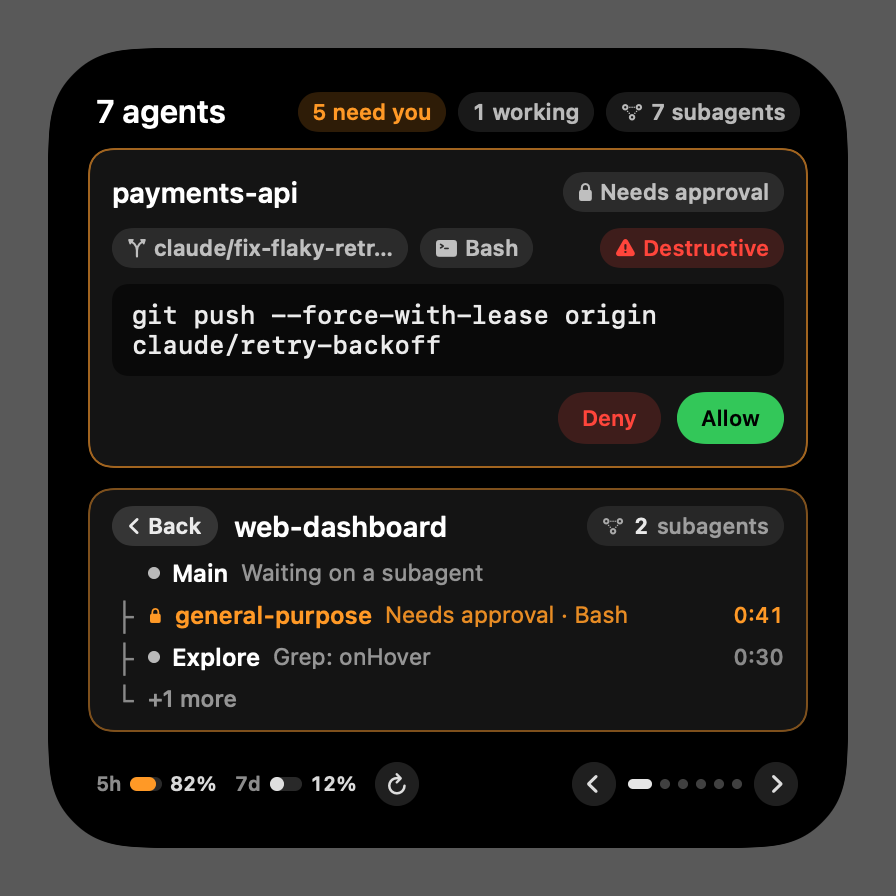 7 agents
5 need you
1 working
7 subagents
payments-api
Needs approval
claude/fix-flaky-retr...
Bash
Destructive
git push --force-with-lease origin
claude/retry-backoff
Deny
Allow
Back
web-dashboard
2 subagents
Main Waiting on a subagent
general-purpose Needs approval · Bash 0:41
Explore Grep: onHover 0:30
+1 more
5h 82% 7d 12%